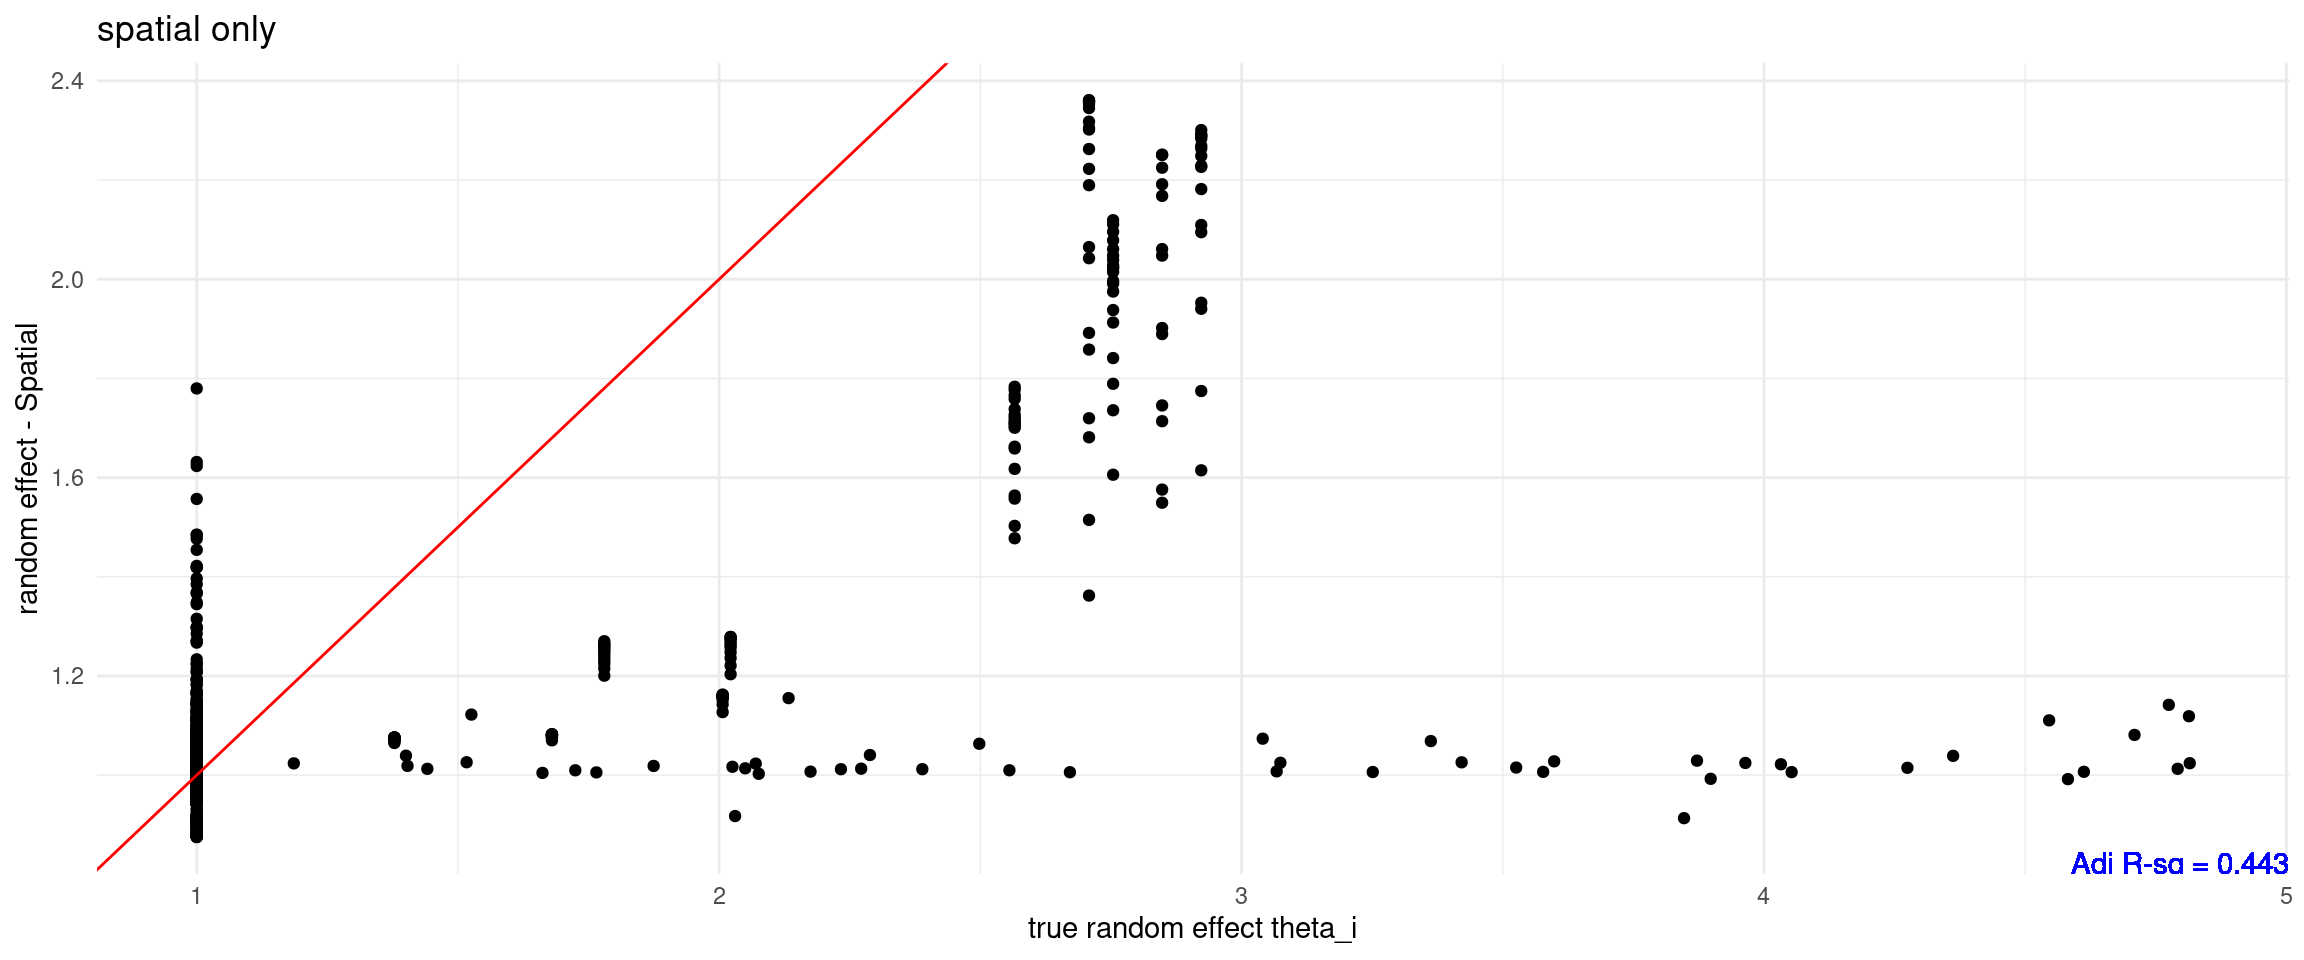 spatial only
2.4
2.0
1.6
1.2
random effect - Spatial
Adj R-sq = 0.443
1 2 3 4 5
true random effect theta_i